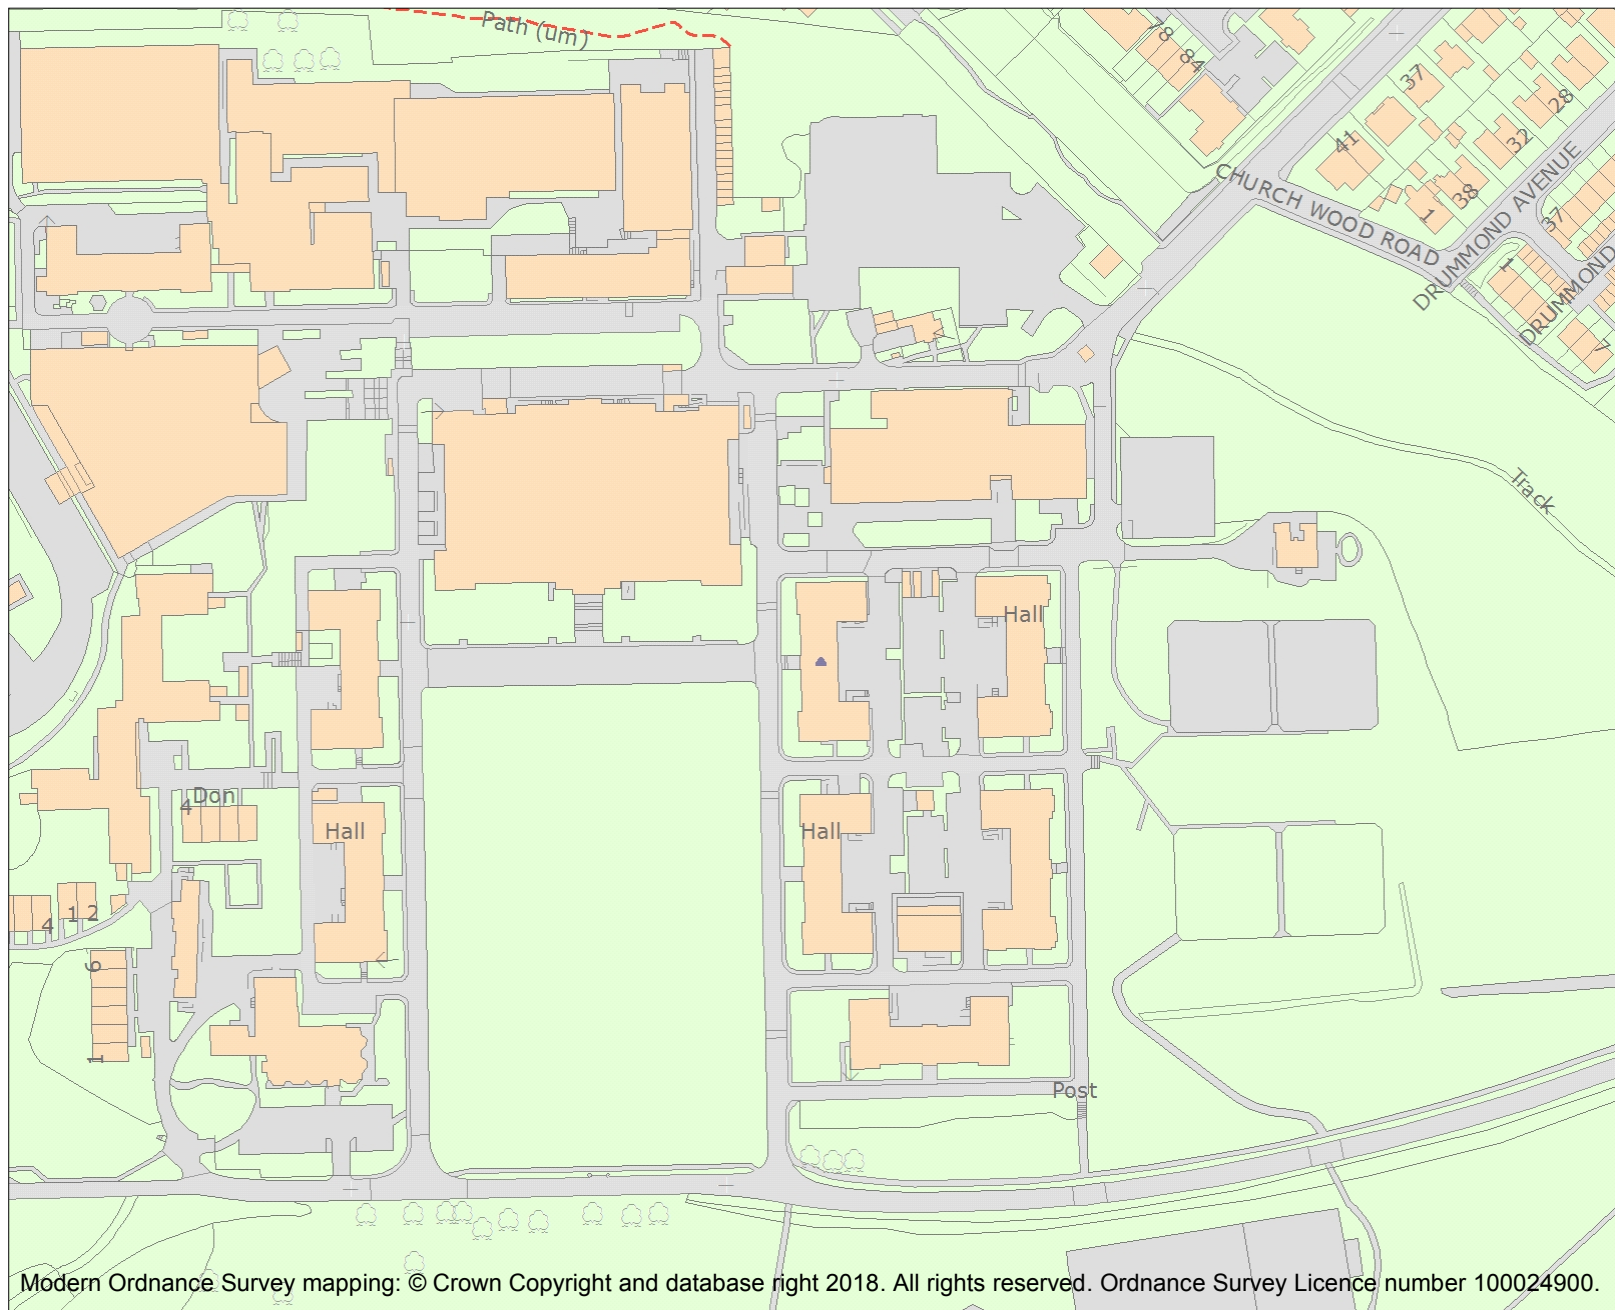 Path (um)
78
84
37
28
41
32
CHURCH WOOD ROAD
38
1
DRUMMOND AVENUE
37
1
DRUMMOND
7
Track
Hall
Don
4
Hall
Hall
4
1 2
6
1
Post
Modern Ordnance Survey mapping: © Crown Copyright and database right 2018. All rights reserved. Ordnance Survey Licence number 100024900.